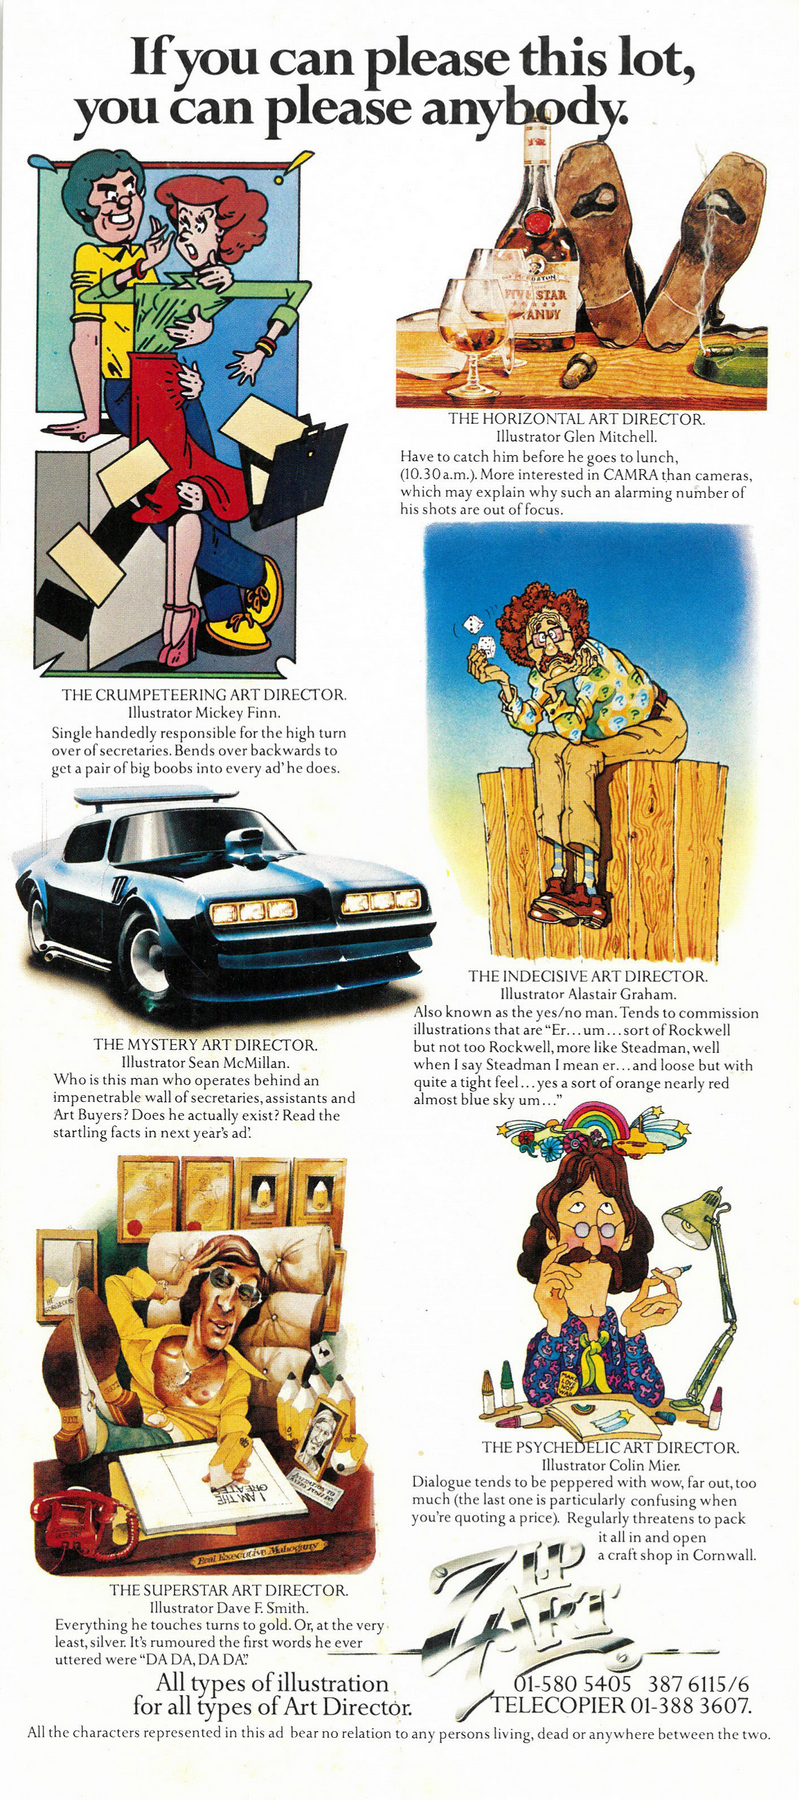 If you can please this lot,
you can please anybody.
McBURTON
FIVE STAR
BRANDY
THE HORIZONTAL ART DIRECTOR.
Illustrator Glen Mitchell.
Have to catch him before he goes to lunch,
(10.30 a.m.). More interested in CAMRA than cameras,
which may explain why such an alarming number of
his shots are out of focus.
THE CRUMPETEERING ART DIRECTOR.
Illustrator Mickey Finn.
Single handedly responsible for the high turn
over of secretaries. Bends over backwards to
get a pair of big boobs into every ad' he does.
THE INDECISIVE ART DIRECTOR.
Illustrator Alastair Graham.
Also known as the yes/no man. Tends to commission
illustrations that are “Er...um...sort of Rockwell
but not too Rockwell, more like Steadman, well
when I say Steadman I mean er...and loose but with
quite a tight feel...yes a sort of orange nearly red
almost blue sky um...”
THE MYSTERY ART DIRECTOR.
Illustrator Sean McMillan.
Who is this man who operates behind an
impenetrable wall of secretaries, assistants and
Art Buyers? Does he actually exist? Read the
startling facts in next year's ad'.
GUCCI
I AM THE
GREATEST
Real Executive Mahogany
THE SUPERSTAR ART DIRECTOR.
Illustrator Dave F. Smith.
Everything he touches turns to gold. Or, at the very
least, silver. It's rumoured the first words he ever
uttered were “DA DA, DA DA”.
MAKE
LOVE
NOT
WAR
THE PSYCHEDELIC ART DIRECTOR.
Illustrator Colin Mier.
Dialogue tends to be peppered with wow, far out, too
much (the last one is particularly confusing when
you're quoting a price). Regularly threatens to pack
it all in and open
a craft shop in Cornwall.
ZIP
ART
All types of illustration
for all types of Art Director.
01-580 5405 387 6115/6
TELECOPIER 01-388 3607.
All the characters represented in this ad bear no relation to any persons living, dead or anywhere between the two.